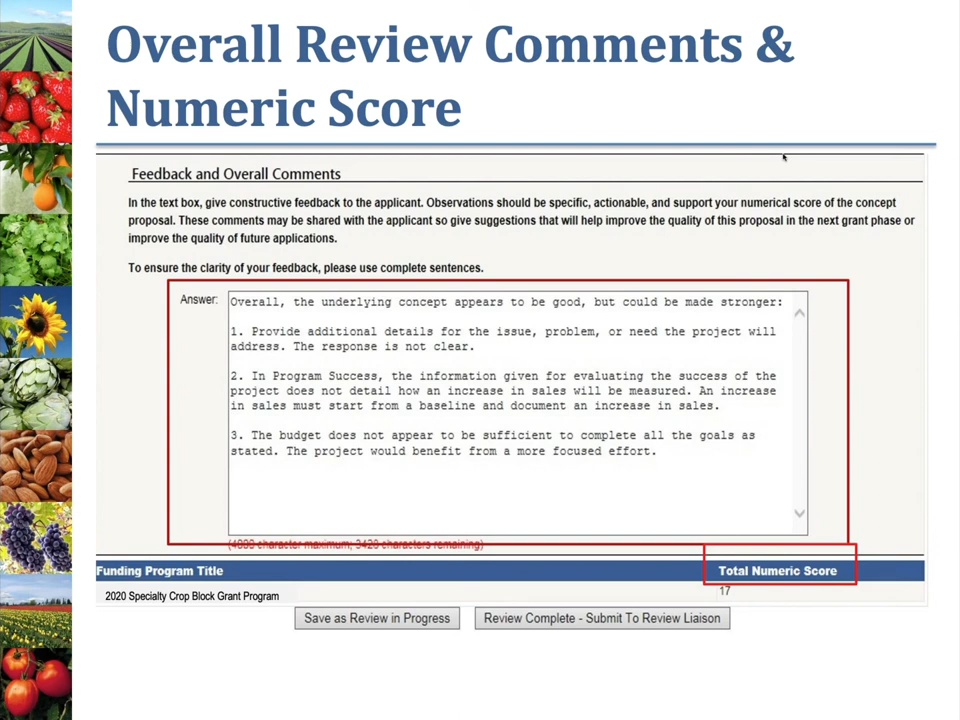 Overall Review Comments &
Numeric Score
Feedback and Overall Comments
In the text box, give constructive feedback to the applicant. Observations should be specific, actionable, and support your numerical score of the concept
proposal. These comments may be shared with the applicant so give suggestions that will help improve the quality of this proposal in the next grant phase or
improve the quality of future applications.
To ensure the clarity of your feedback, please use complete sentences.
Answer:
Overall, the underlying concept appears to be good, but could be made stronger:
1. Provide additional details for the issue, problem, or need the project will
address. The response is not clear.
2. In Program Success, the information given for evaluating the success of the
project does not detail how an increase in sales will be measured. An increase
in sales must start from a baseline and document an increase in sales.
3. The budget does not appear to be sufficient to complete all the goals as
stated. The project would benefit from a more focused effort.
(4000 character maximum; 3420 characters remaining)
Funding Program Title Total Numeric Score
2020 Specialty Crop Block Grant Program 17
Save as Review in Progress Review Complete - Submit To Review Liaison